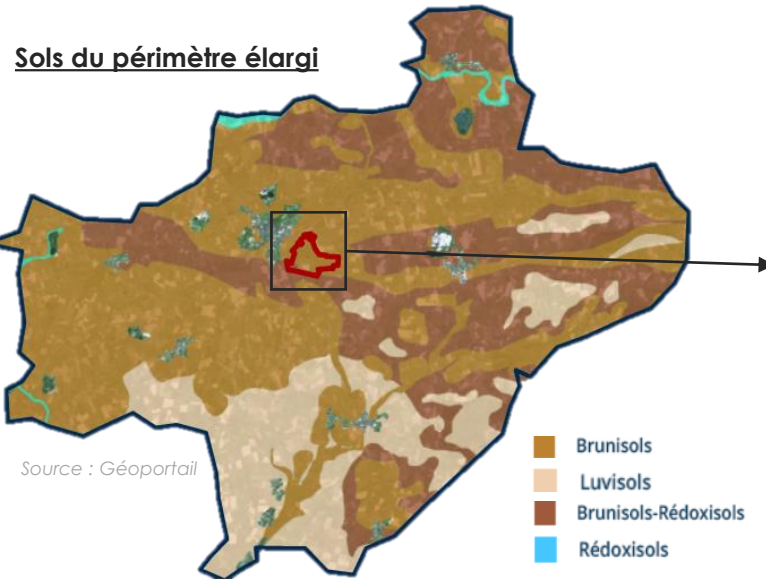 Sols du périmètre élargi
Source : Géoportail
Brunisols
Luvisols
Brunisols-Rédoxisols
Rédoxisols